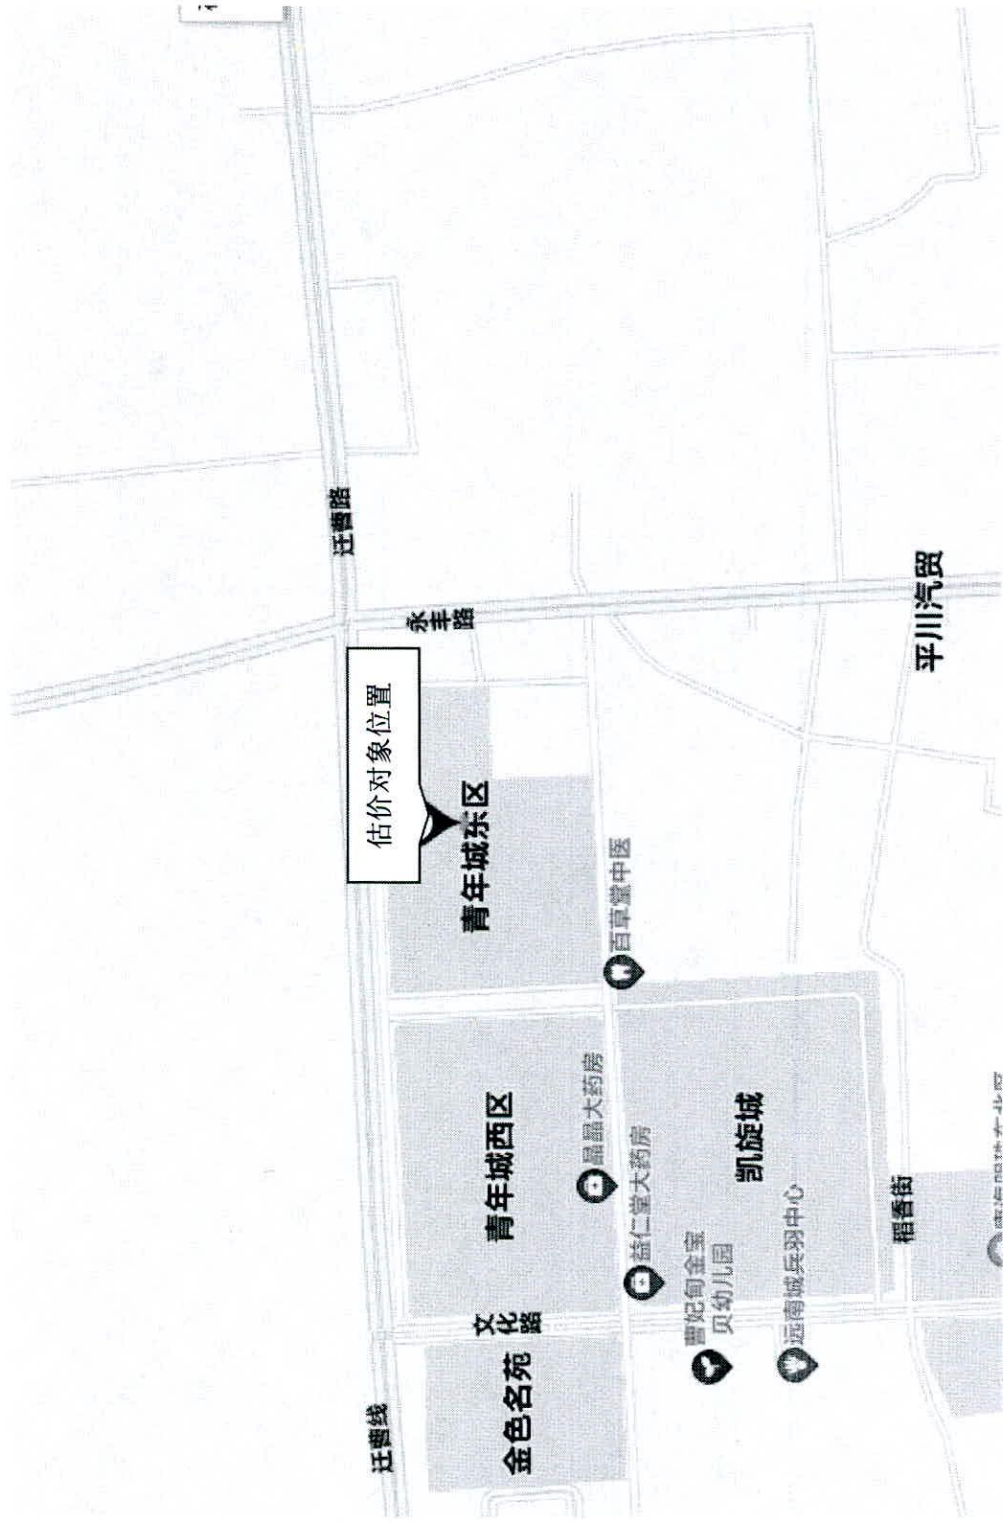 迁曹线
迁曹路
金色名苑
文化路
青年城西区
青年城东区
估价对象位置
永丰路
晶晶大药房
百草堂中医
益仁堂大药房
曹妃甸金宝
贝幼儿园
凯旋城
远南城兵羽中心
稻香街
平川汽贸